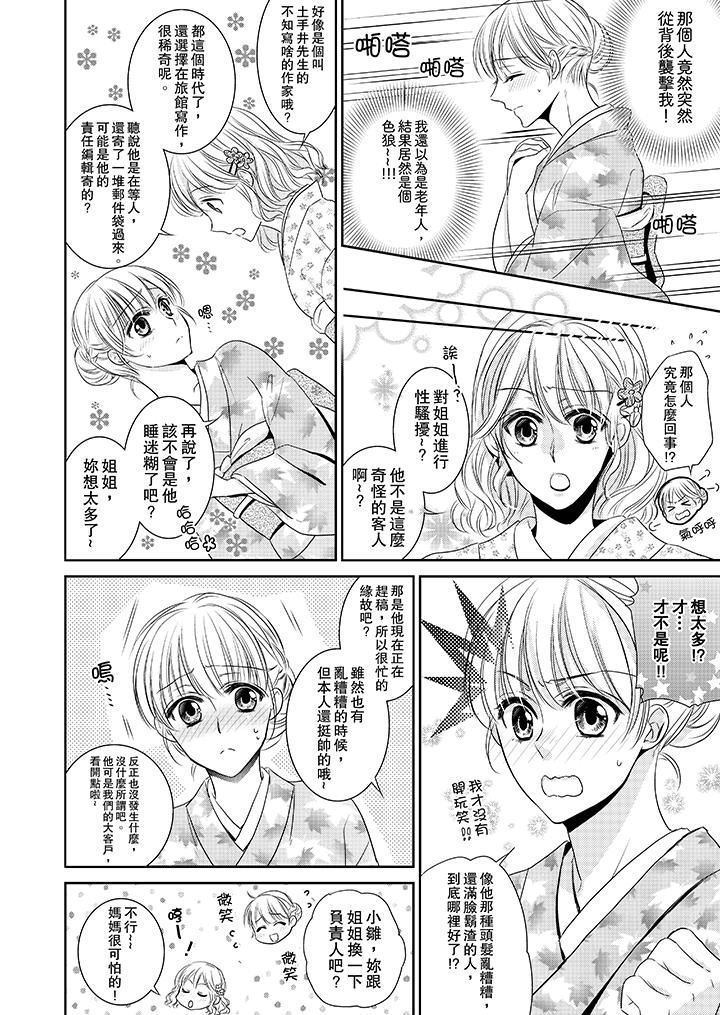 那個人竟然突然
從背後襲擊我！
啪嗒
啪嗒
啪嗒
我還以為是老年人，
結果居然是個
色狼~~!!!
那個人
究竟怎麼回事!?
氣呼呼
誒—?
對姐姐進行
性騷擾~?
他不是這麼
奇怪的客人
啊~?
好像是個叫
土手井先生的
不知寫啥的作家哦?
都這個時代了，
還選擇在旅館寫作，
很稀奇呢。
聽說他是在等人，
還寄了一堆郵件袋過來。
可能是他的
責任編輯寄的?
嗯…
再說了，
該不會是他
睡迷糊了吧?
哈哈哈
姐姐，
妳想太多了~
想太多!?
才…
才不是呢!!
我才沒有
開玩笑!!
像他那種頭髮亂糟糟，
還滿臉鬍渣的人，
到底哪裡好了!?
那是他現在正在
趕稿，所以很忙的
緣故吧?
雖然也有
亂糟糟的時候，
但本人還挺帥的哦~
嗚…
反正也沒發生什麼，
沒什麼所謂吧。
他可是我們的大客戶，
看開點啦~
小雛，妳跟
姐姐換一下
負責人吧?
微笑
微笑
唔—!
不行~
媽媽很可怕的！